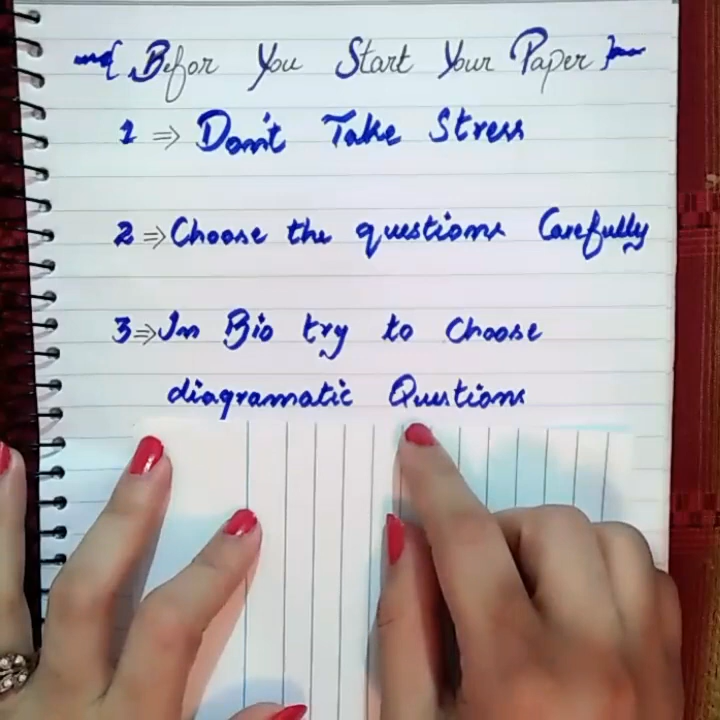 { Befor You Start Your Paper }
1 ⇒ Don't Take Stress
2 ⇒ Choose the questions Carefully
3 ⇒ In Bio try to Choose
diagramatic Questions